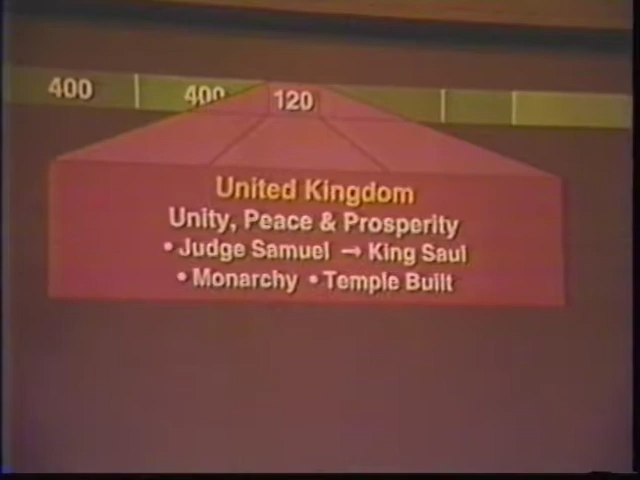 400 400 120
United Kingdom
Unity, Peace & Prosperity
• Judge Samuel → King Saul
• Monarchy • Temple Built